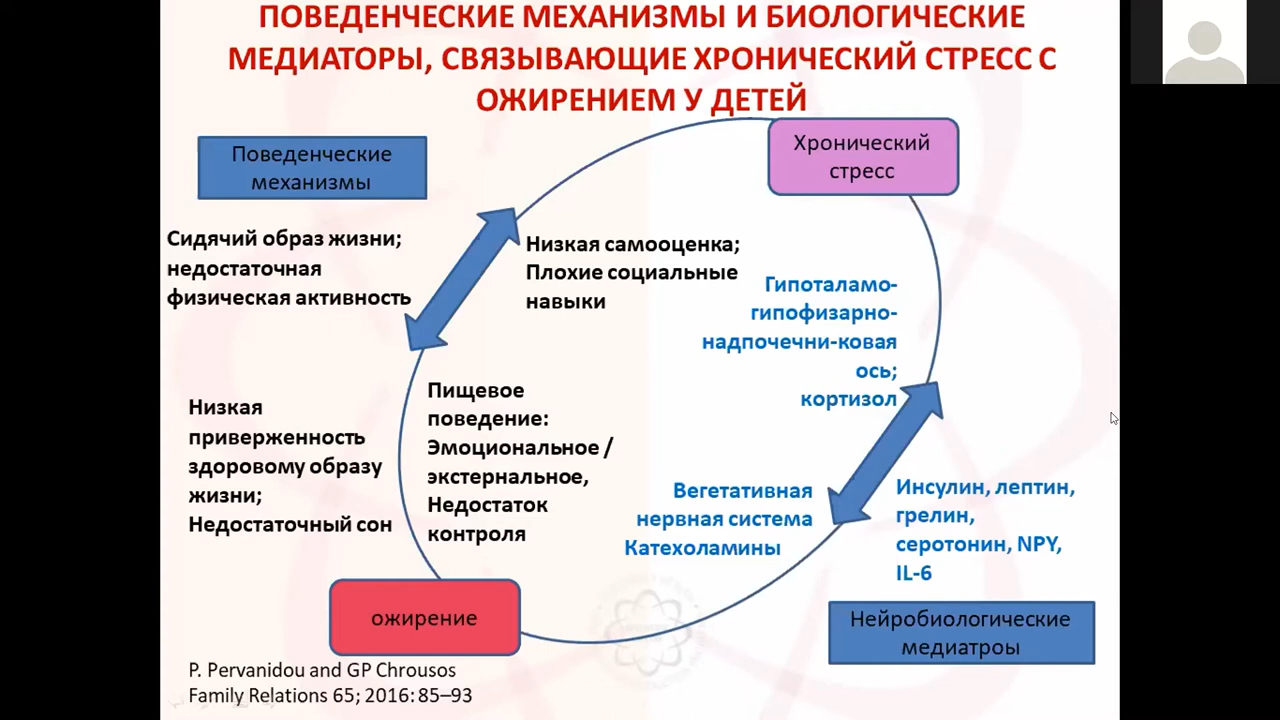 ПОВЕДЕНЧЕСКИЕ МЕХАНИЗМЫ И БИОЛОГИЧЕСКИЕ
МЕДИАТОРЫ, СВЯЗЫВАЮЩИЕ ХРОНИЧЕСКИЙ СТРЕСС С
ОЖИРЕНИЕМ У ДЕТЕЙ
Поведенческие
механизмы
Хронический
стресс
Сидячий образ жизни;
недостаточная
физическая активность
Низкая самооценка;
Плохие социальные
навыки
Гипоталамо-
гипофизарно-
надпочечни-ковая
ось;
кортизол
Низкая
приверженность
здоровому образу
жизни;
Недостаточный сон
Пищевое
поведение:
Эмоциональное /
экстернальное,
Недостаток
контроля
Вегетативная
нервная система
Катехоламины
Инсулин, лептин,
грелин,
серотонин, NPY,
IL-6
ожирение
Нейробиологические
медиатроы
P. Pervanidou and GP Chrousos
Family Relations 65; 2016: 85–93